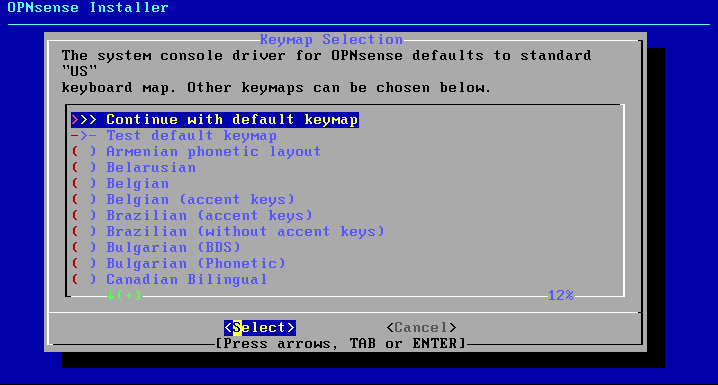 OPNsense Installer
Keymap Selection
The system console driver for OPNsense defaults to standard
"US"
keyboard map. Other keymaps can be chosen below.
>>> Continue with default keymap
->- Test default keymap
( ) Armenian phonetic layout
( ) Belarusian
( ) Belgian
( ) Belgian (accent keys)
( ) Brazilian (accent keys)
( ) Brazilian (without accent keys)
( ) Bulgarian (BDS)
( ) Bulgarian (Phonetic)
( ) Canadian Bilingual
↓(+) 12%
<Select> <Cancel>
[Press arrows, TAB or ENTER]